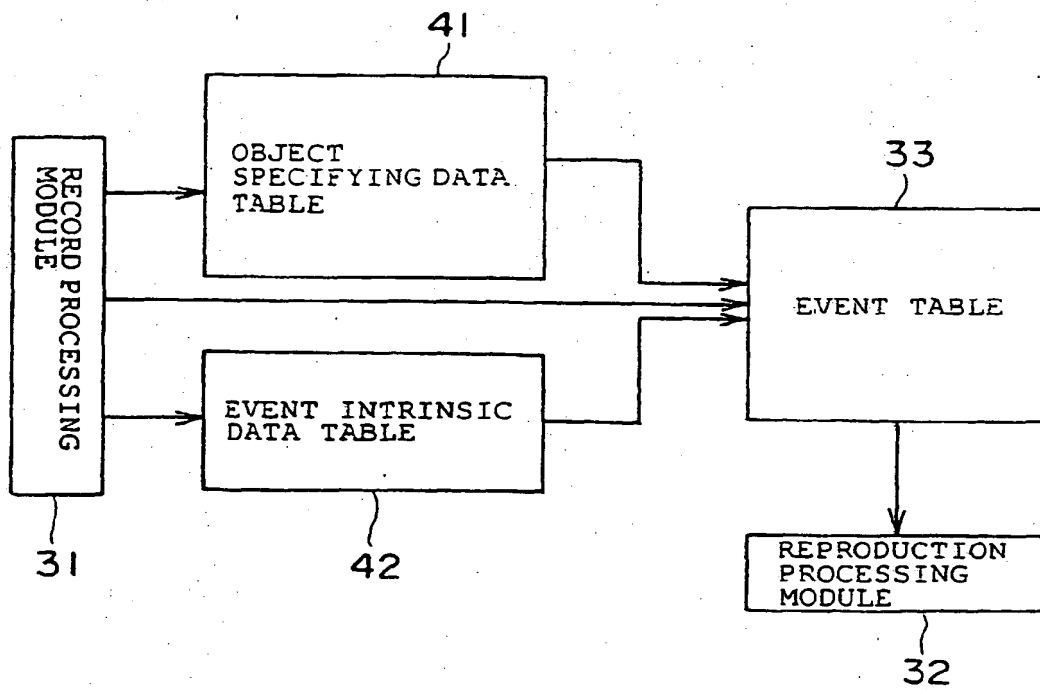 41
OBJECT
SPECIFYING DATA
TABLE
33
RECORD PROCESSING
MODULE
EVENT TABLE
EVENT INTRINSIC
DATA TABLE
31
42
REPRODUCTION
PROCESSING
MODULE
32